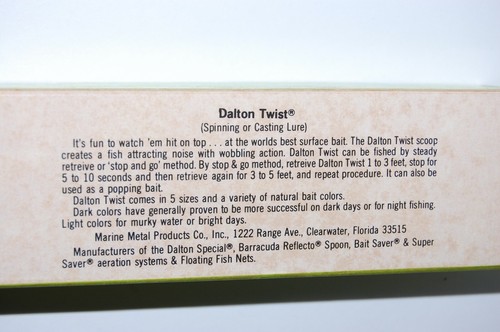 Dalton Twist®
(Spinning or Casting Lure)
It's fun to watch 'em hit on top . . . at the worlds best surface bait. The Dalton Twist scoop
creates a fish attracting noise with wobbling action. Dalton Twist can be fished by steady
retreive or 'stop and go' method. By stop & go method, retreive Dalton Twist 1 to 3 feet, stop for
5 to 10 seconds and then retrieve again for 3 to 5 feet, and repeat procedure. It can also be
used as a popping bait.
Dalton Twist comes in 5 sizes and a variety of natural bait colors.
Dark colors have generally proven to be more successful on dark days or for night fishing.
Light colors for murky water or bright days.
Marine Metal Products Co., Inc., 1222 Range Ave., Clearwater, Florida 33515
Manufacturers of the Dalton Special®, Barracuda Reflecto® Spoon, Bait Saver® & Super
Saver® aeration systems & Floating Fish Nets.